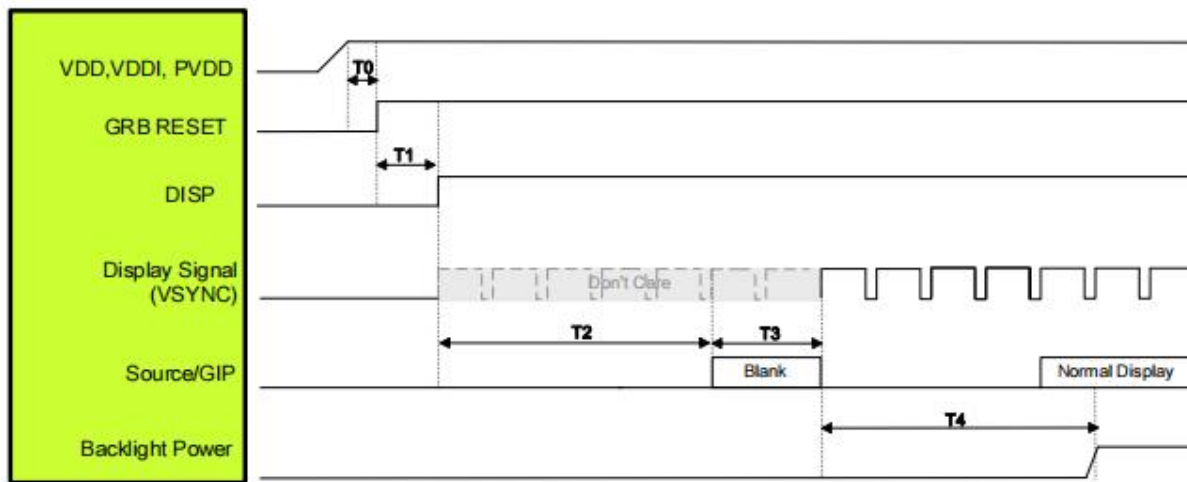 VDD,VDDI, PVDD
T0
GRB RESET
T1
DISP
Display Signal
(VSYNC)
Don't Clare
T2
T3
Source/GIP
Blank
Normal Display
T4
Backlight Power